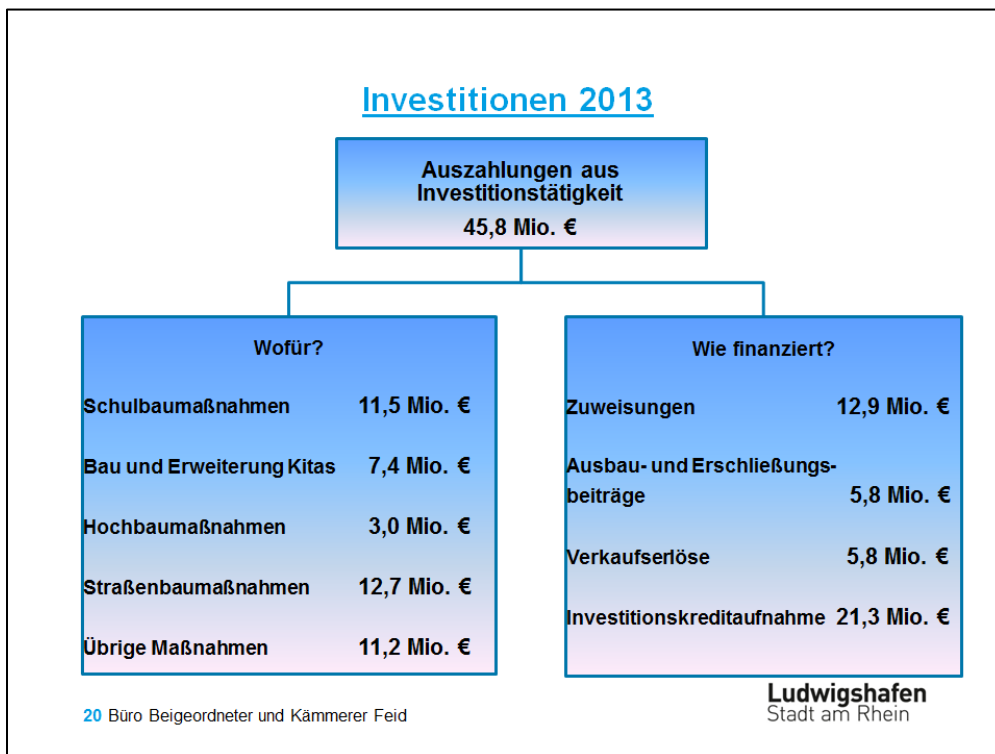 Investitionen 2013
Auszahlungen aus
Investitionstätigkeit
45,8 Mio. €
Wofür?
Schulbaumaßnahmen 11,5 Mio. €
Bau und Erweiterung Kitas 7,4 Mio. €
Hochbaumaßnahmen 3,0 Mio. €
Straßenbaumaßnahmen 12,7 Mio. €
Übrige Maßnahmen 11,2 Mio. €
Wie finanziert?
Zuweisungen 12,9 Mio. €
Ausbau- und Erschließungs-
beiträge 5,8 Mio. €
Verkaufserlöse 5,8 Mio. €
Investitionskreditaufnahme 21,3 Mio. €
20 Büro Beigeordneter und Kämmerer Feid
Ludwigshafen
Stadt am Rhein